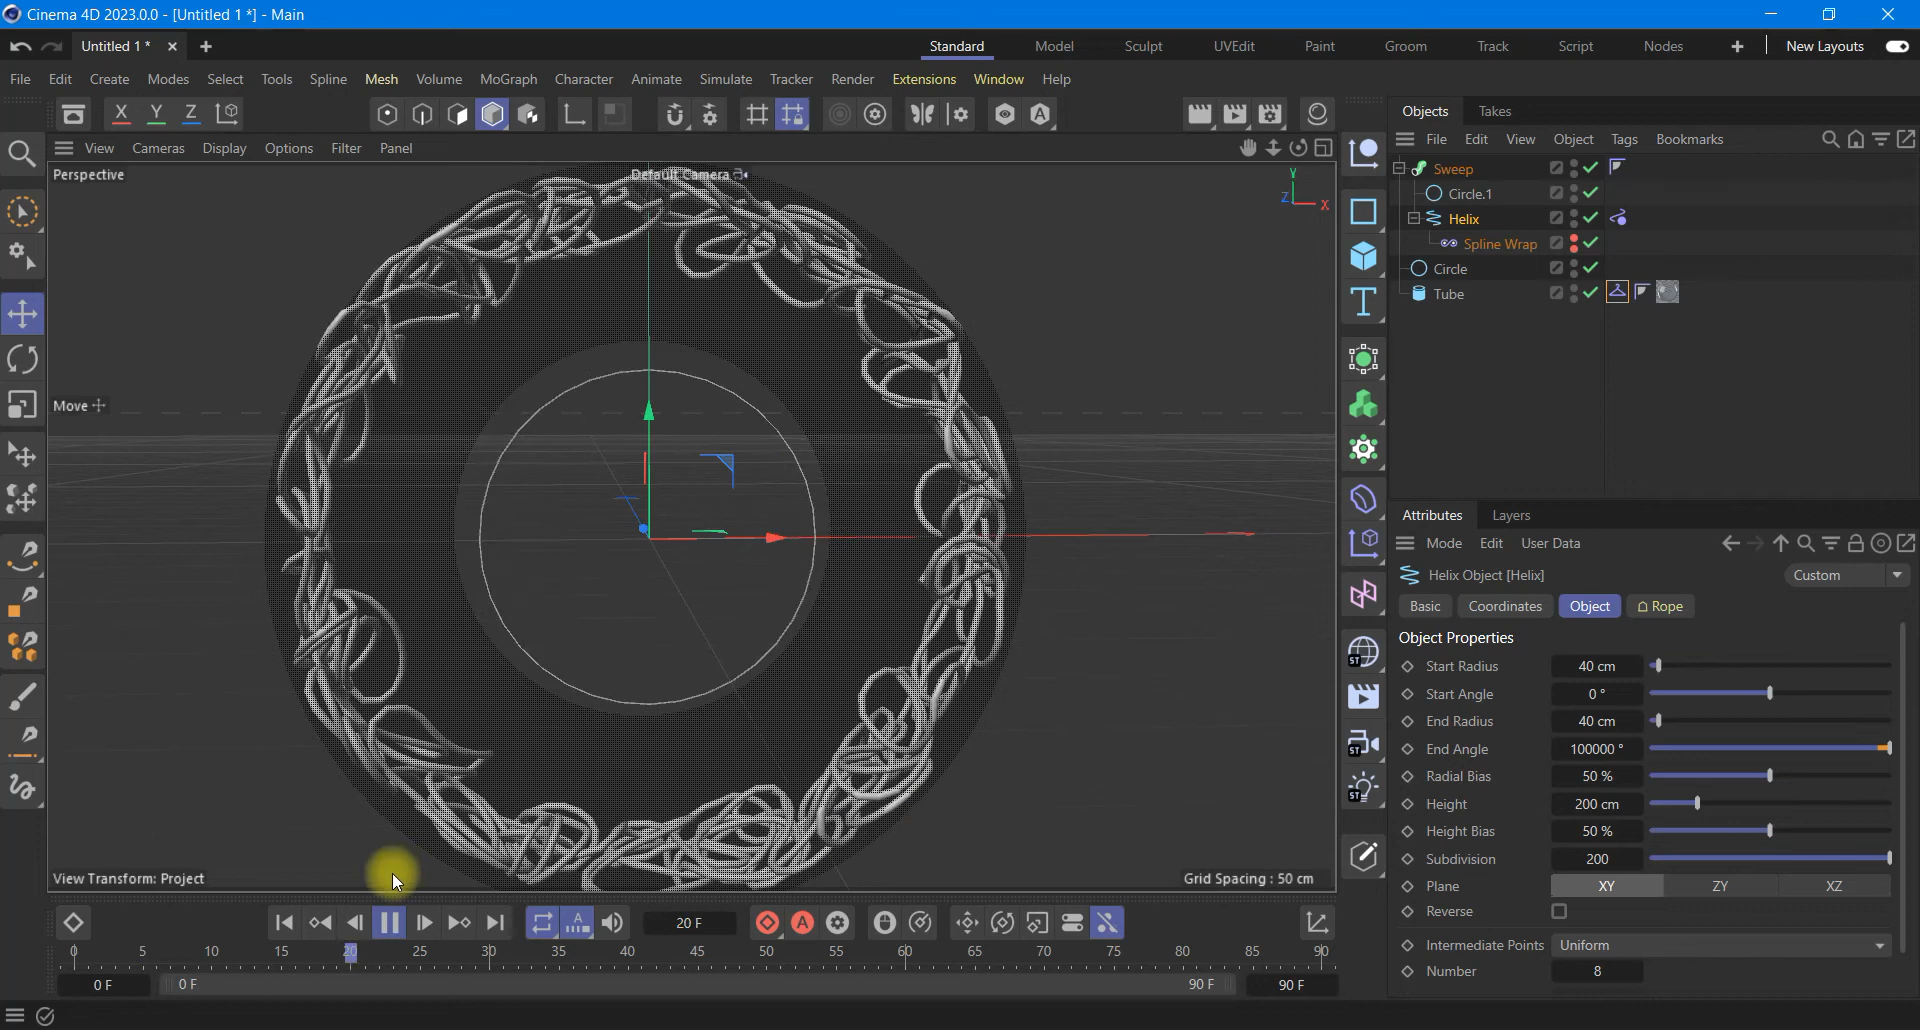 Cinema 4D 2023.0.0 - [Untitled 1 *] - Main
Untitled 1 *
Standard
Model
Sculpt
UVEdit
Paint
Groom
Track
Script
Nodes
New Layouts
File Edit Create Modes Select Tools Spline Mesh Volume MoGraph Character Animate Simulate Tracker Render Extensions Window Help
X Y Z
A
View Cameras Display Options Filter Panel
Perspective
Default Camera
Y
Z
X
Move
View Transform: Project
Grid Spacing : 50 cm
T
ST
ST
ST
Objects Takes
File Edit View Object Tags Bookmarks
Sweep
Circle.1
Helix
Spline Wrap
Circle
Tube
Attributes Layers
Mode Edit User Data
Helix Object [Helix]
Custom
Basic Coordinates Object Rope
Object Properties
Start Radius 40 cm
Start Angle 0 °
End Radius 40 cm
End Angle 100000 °
Radial Bias 50 %
Height 200 cm
Height Bias 50 %
Subdivision 200
Plane XY ZY XZ
Reverse
Intermediate Points Uniform
Number 8
A
20 F
A
0 5 10 15 20 25 30 35 40 45 50 55 60 65 70 75 80 85 90
0 F
0 F
90 F
90 F